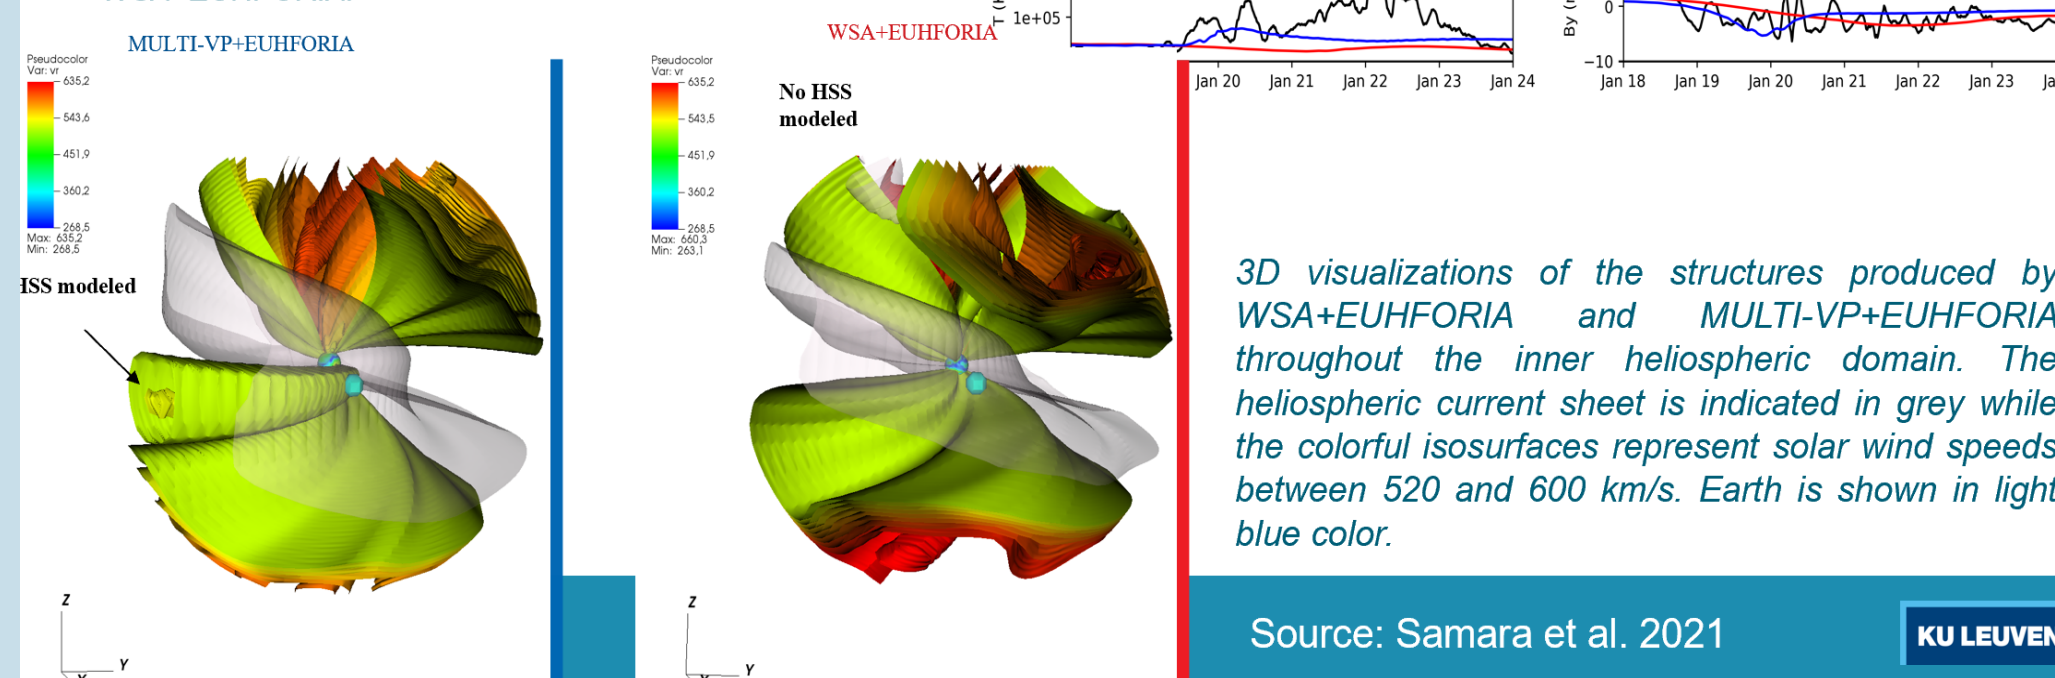 MULTI-VP+EUHFORIA
Pseudocolor
Var: vr
635,2
543,6
451,9
360,2
268,5
Max: 635,2
Min: 268,5
HSS modeled
Z
Y
X
WSA+EUHFORIA
Pseudocolor
Var: vr
635,2
543,5
451,9
360,2
268,5
Max: 660,3
Min: 263,1
No HSS
modeled
Z
Y
X
1e+05
Jan 20 Jan 21 Jan 22 Jan 23 Jan 24
By
0
−10
Jan 18 Jan 19 Jan 20 Jan 21 Jan 22 Jan 23
3D visualizations of the structures produced by
WSA+EUHFORIA and MULTI-VP+EUHFORIA
throughout the inner heliospheric domain. The
heliospheric current sheet is indicated in grey while
the colorful isosurfaces represent solar wind speeds
between 520 and 600 km/s. Earth is shown in light
blue color.
Source: Samara et al. 2021
KU LEUVEN